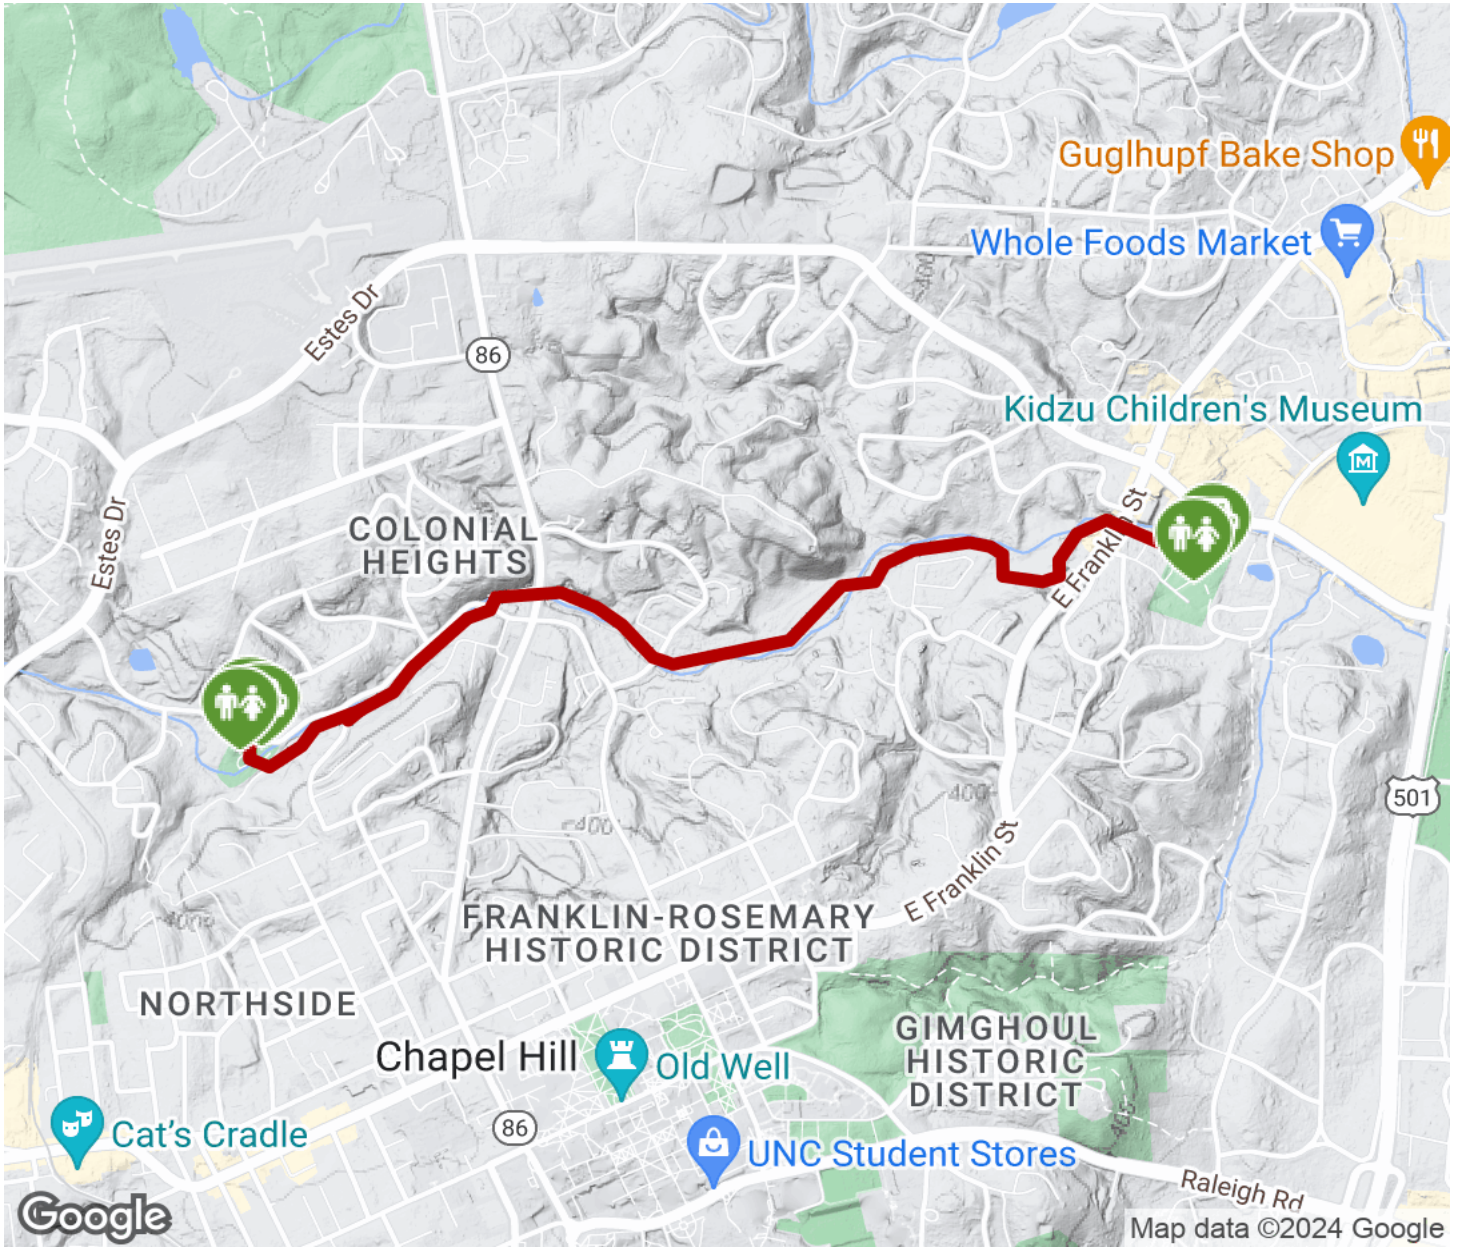 Guglhupf Bake Shop
Whole Foods Market
Estes Dr
86
400
Kidzu Children's Museum
E Franklin St
COLONIAL
HEIGHTS
Estes Dr
501
400
400
E Franklin St
FRANKLIN-ROSEMARY
HISTORIC DISTRICT
400
NORTHSIDE
GIMGHOUL
HISTORIC
DISTRICT
Chapel Hill
Old Well
400
Cat's Cradle
86
UNC Student Stores
Raleigh Rd
Google
Map data ©2024 Google